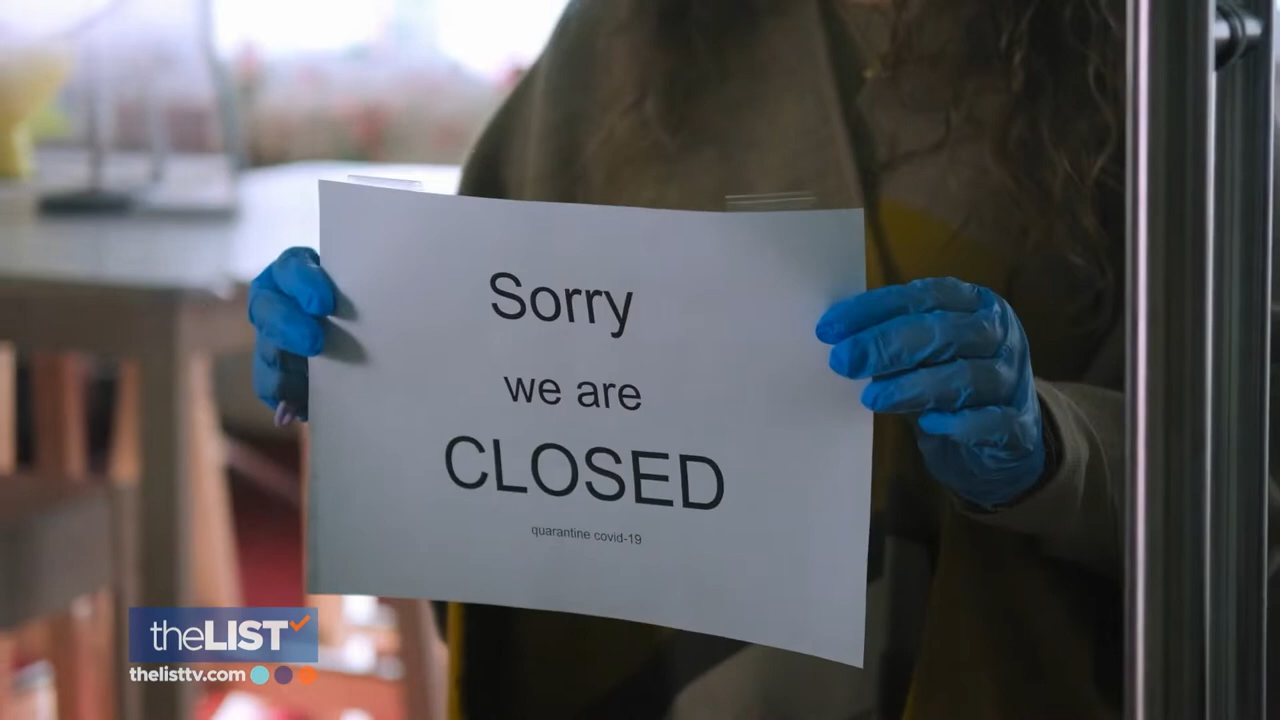 Sorry
we are
CLOSED
quarantine covid-19
theLIST
thelisttv.com